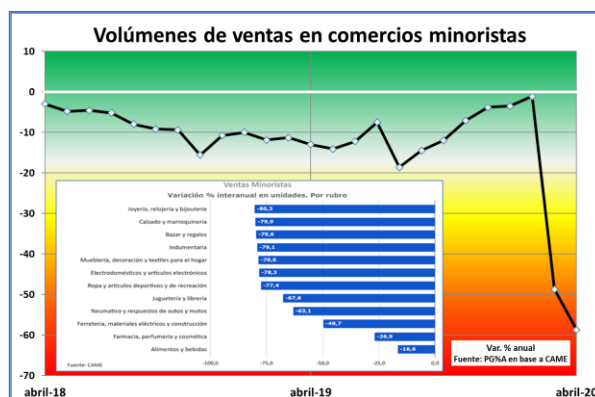 Volúmenes de ventas en comercios minoristas
10
0
-10
-20
-30
-40
-50
-60
-70
Ventas Minoristas
Variación % interanual en unidades. Por rubro
Joyería, relojería y bijouterie -80,3
Calzado y marroquinería -79,9
Bazar y regalos -79,6
Indumentaria -79,1
Mueblería, decoración y textiles para el hogar -78,6
Electrodomésticos y artículos electrónicos -78,3
Ropa y artículos deportivos y de recreación -77,4
Juguetería y librería -67,6
Neumatico y respuestos de autos y motos -63,1
Ferretería, materiales eléctricos y construcción -49,7
Farmacia, perfumería y cosmética -26,9
Alimentos y bebidas -16,6
-100,0 -75,0 -50,0 -25,0 0,0
Fuente: CAME
Var. % anual
Fuente: PG%A en base a CAME
abril-18 abril-19 abril-20